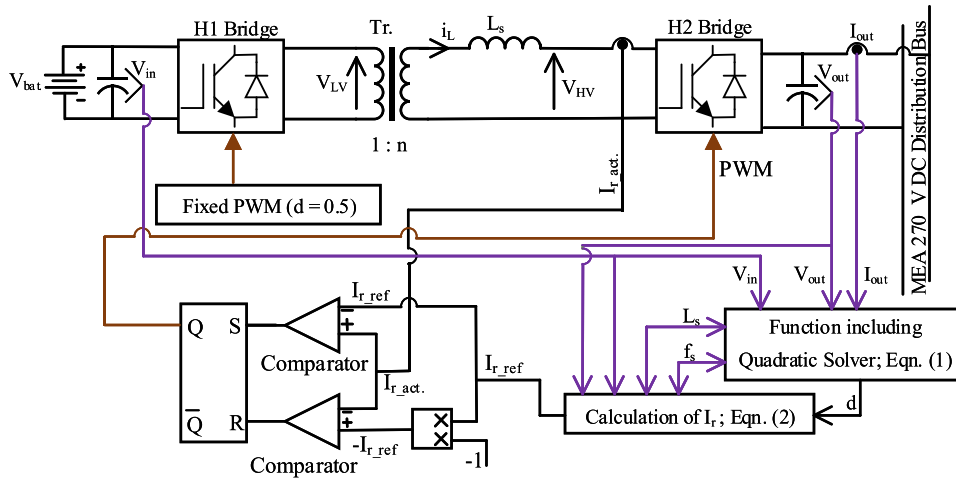 H1 Bridge
Tr.
i_L
L_s
H2 Bridge
I_out
V_bat
+
-
V_in
V_LV
V_HV
V_out
1 : n
I_r_act.
PWM
MEA 270 V DC Distribution Bus
Fixed PWM (d = 0.5)
V_in
V_out
I_out
I_r_ref
Q
S
-
+
L_s
Function including
Quadratic Solver; Eqn. (1)
Comparator
f_s
I_r_ref
I_r_act.
d
Q̅
R
-
+
-I_r_ref
×
×
Calculation of I_r ; Eqn. (2)
Comparator
-1